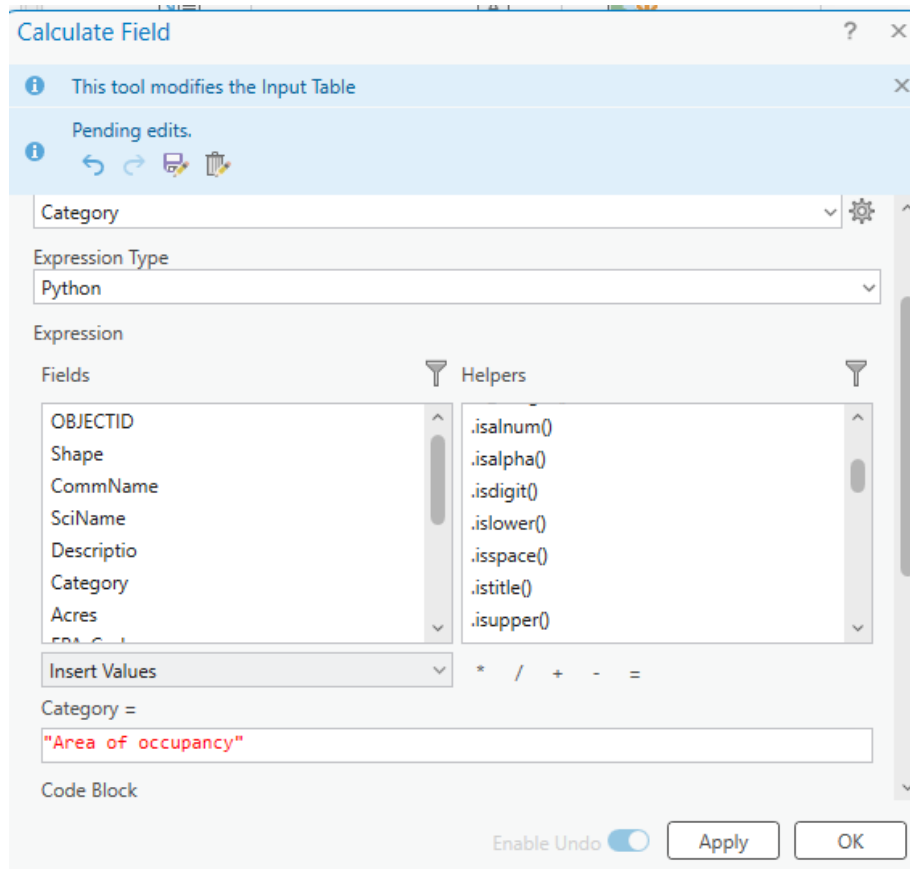 Calculate Field ?
This tool modifies the Input Table
Pending edits.
Category
Expression Type
Python
Expression
Fields
OBJECTID
Shape
CommName
SciName
Descriptio
Category
Acres
Helpers
.isalnum()
.isalpha()
.isdigit()
.islower()
.isspace()
.istitle()
.isupper()
Insert Values
* / + - =
Category =
"Area of occupancy"
Code Block
Enable Undo
Apply
OK